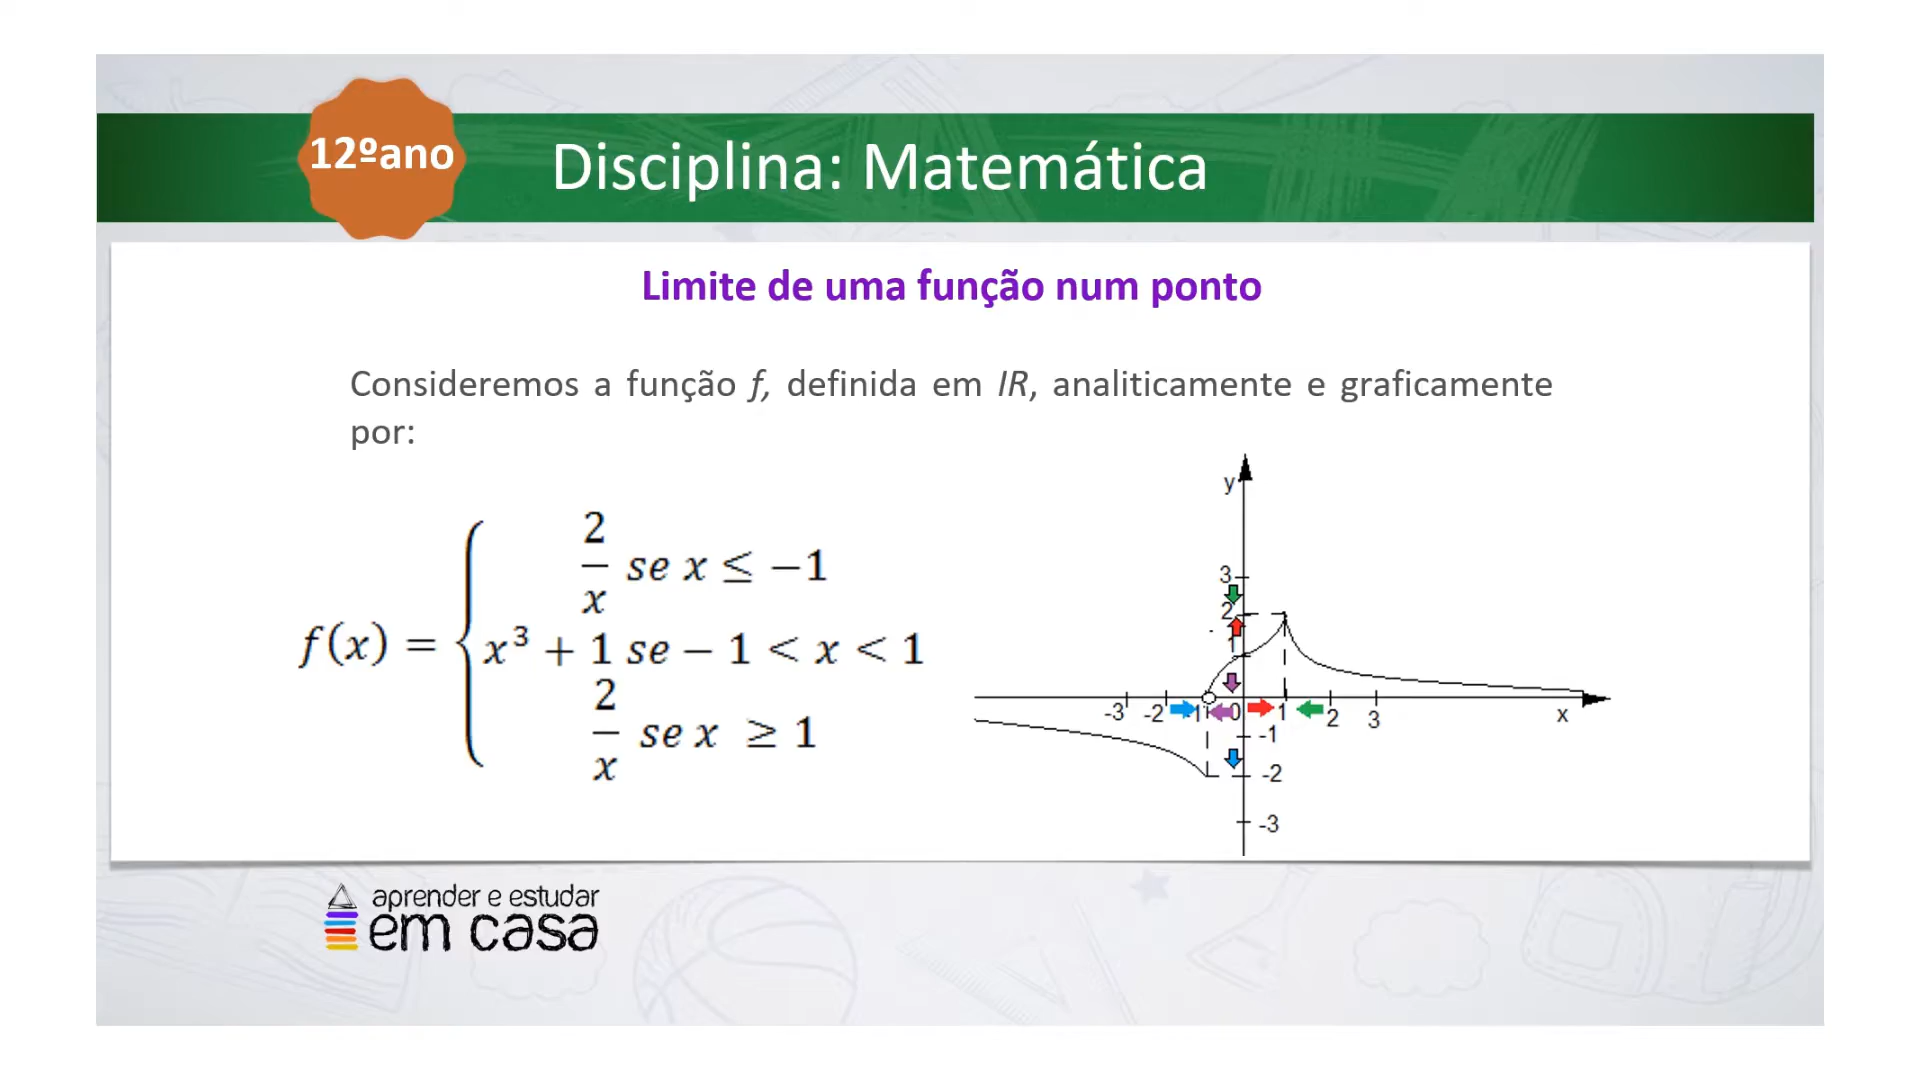 12ºano
Disciplina: Matemática
Limite de uma função num ponto
Consideremos a função f, definida em IR, analiticamente e graficamente
por:
f(x) = { 2/x se x ≤ −1
x³ + 1 se − 1 < x < 1
2/x se x ≥ 1
y
3
2
1
-3 -2 -1 0 1 2 3 x
-1
-2
-3
aprender e estudar
em casa